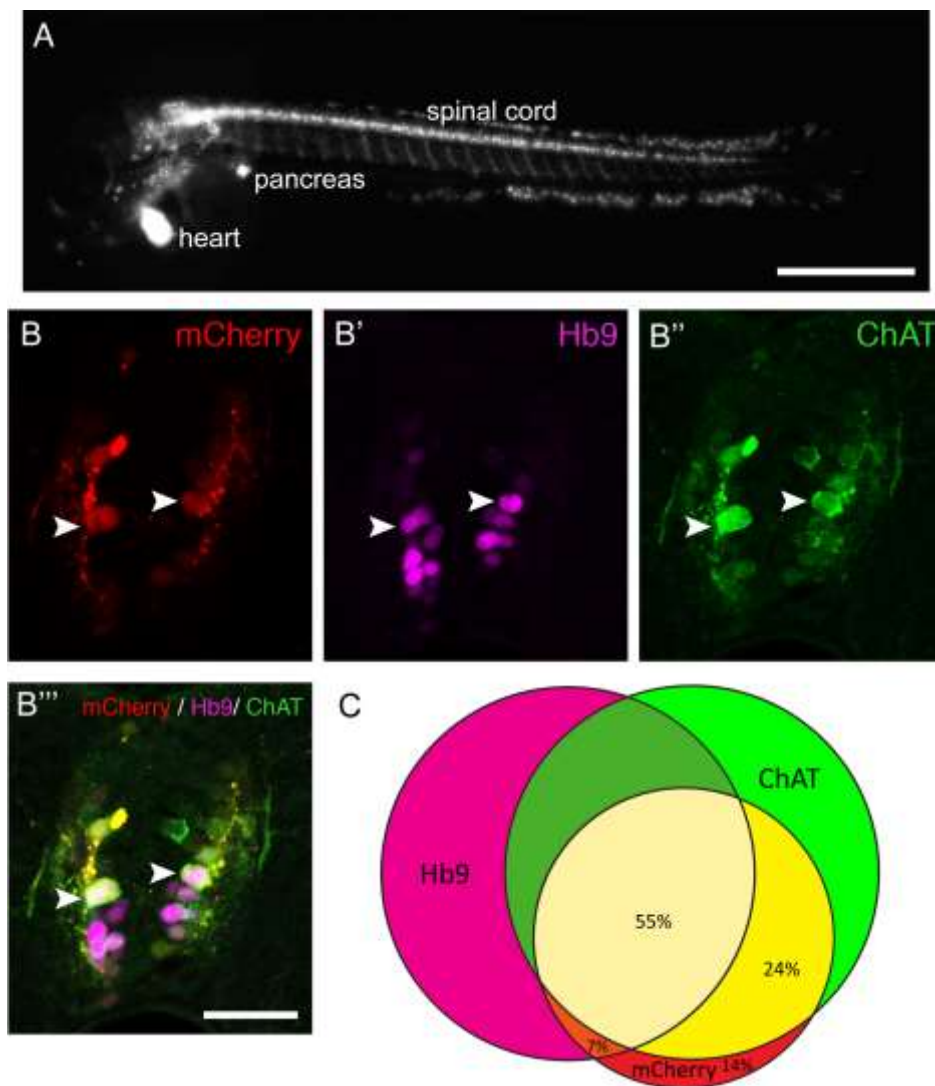 A
spinal cord
pancreas
heart
B mCherry
B' Hb9
B'' ChAT
B''' mCherry / Hb9/ ChAT
C
ChAT
Hb9
55%
24%
7%
mCherry 14%